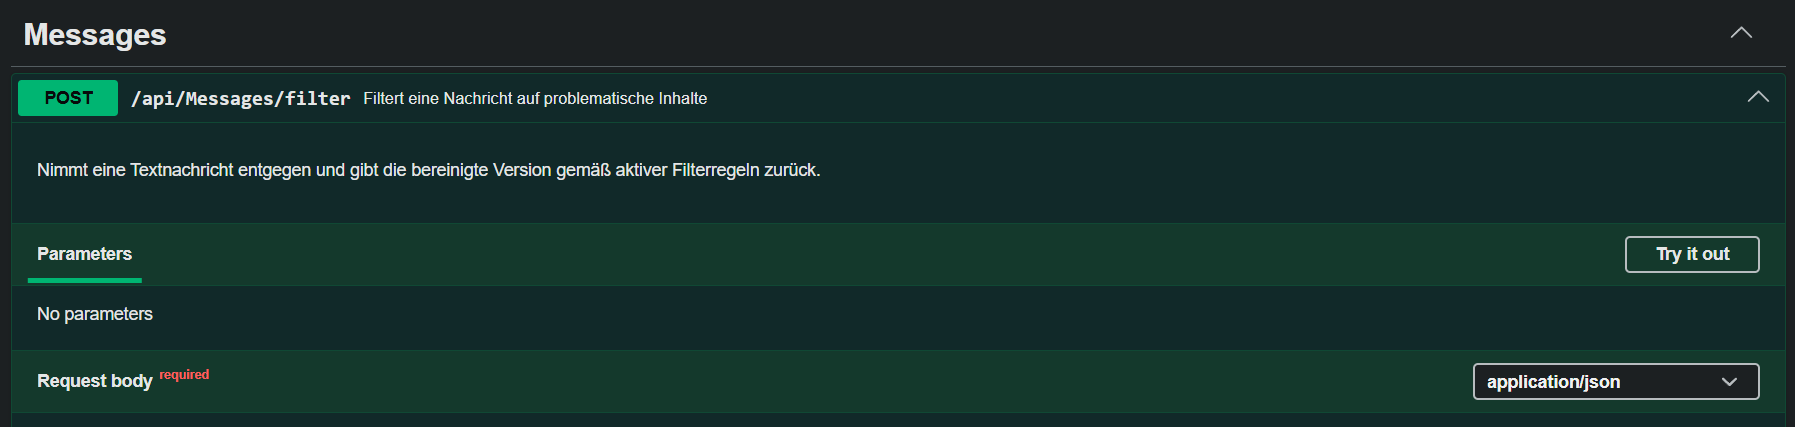 Messages
POST /api/Messages/filter Filtert eine Nachricht auf problematische Inhalte
Nimmt eine Textnachricht entgegen und gibt die bereinigte Version gemäß aktiver Filterregeln zurück.
Parameters Try it out
No parameters
Request body required application/json